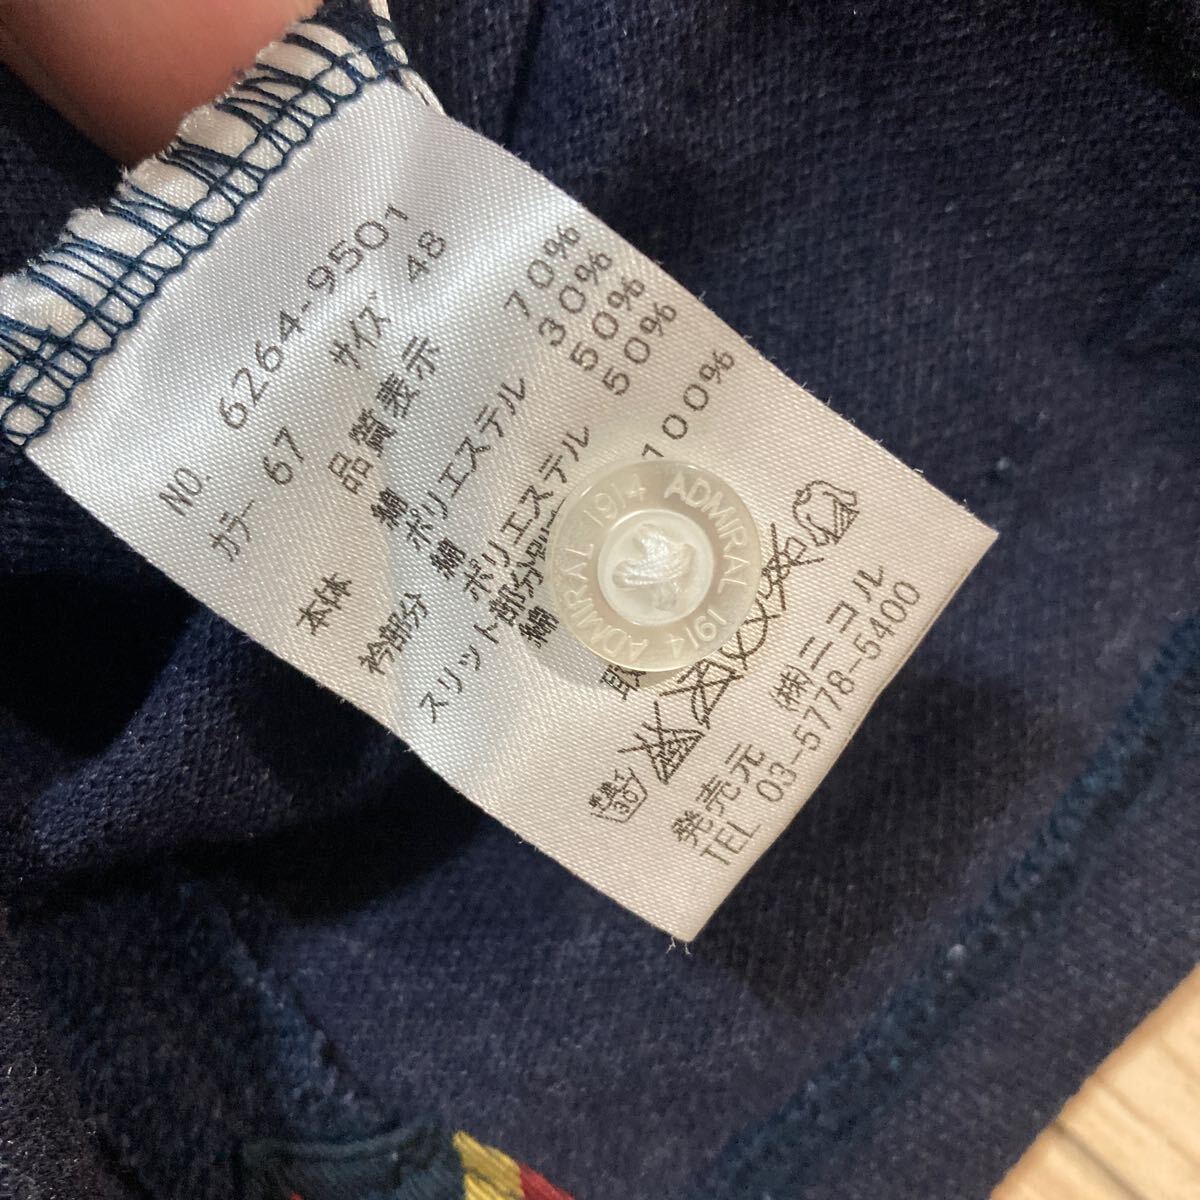 NO. 6264-9501
カラー 67 サイズ 48
品質表示
本体 綿 70%
ポリエステル 30%
衿部分 綿 50%
ポリエステル 50%
スリット部分別
綿 100%
取
ADMIRAL 1914 ADMIRAL 1914
30
発売元 ㈱ニコル
TEL 03-5778-5400